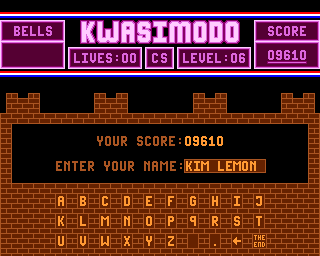 BELLS
KWASIMODO
SCORE
LIVES:00
CS
LEVEL:06
09610
YOUR SCORE:09610
ENTER YOUR NAME:KIM LEMON
A B C D E F G H I J
K L M N O P Q R S T
U V W X Y Z . ← THE END